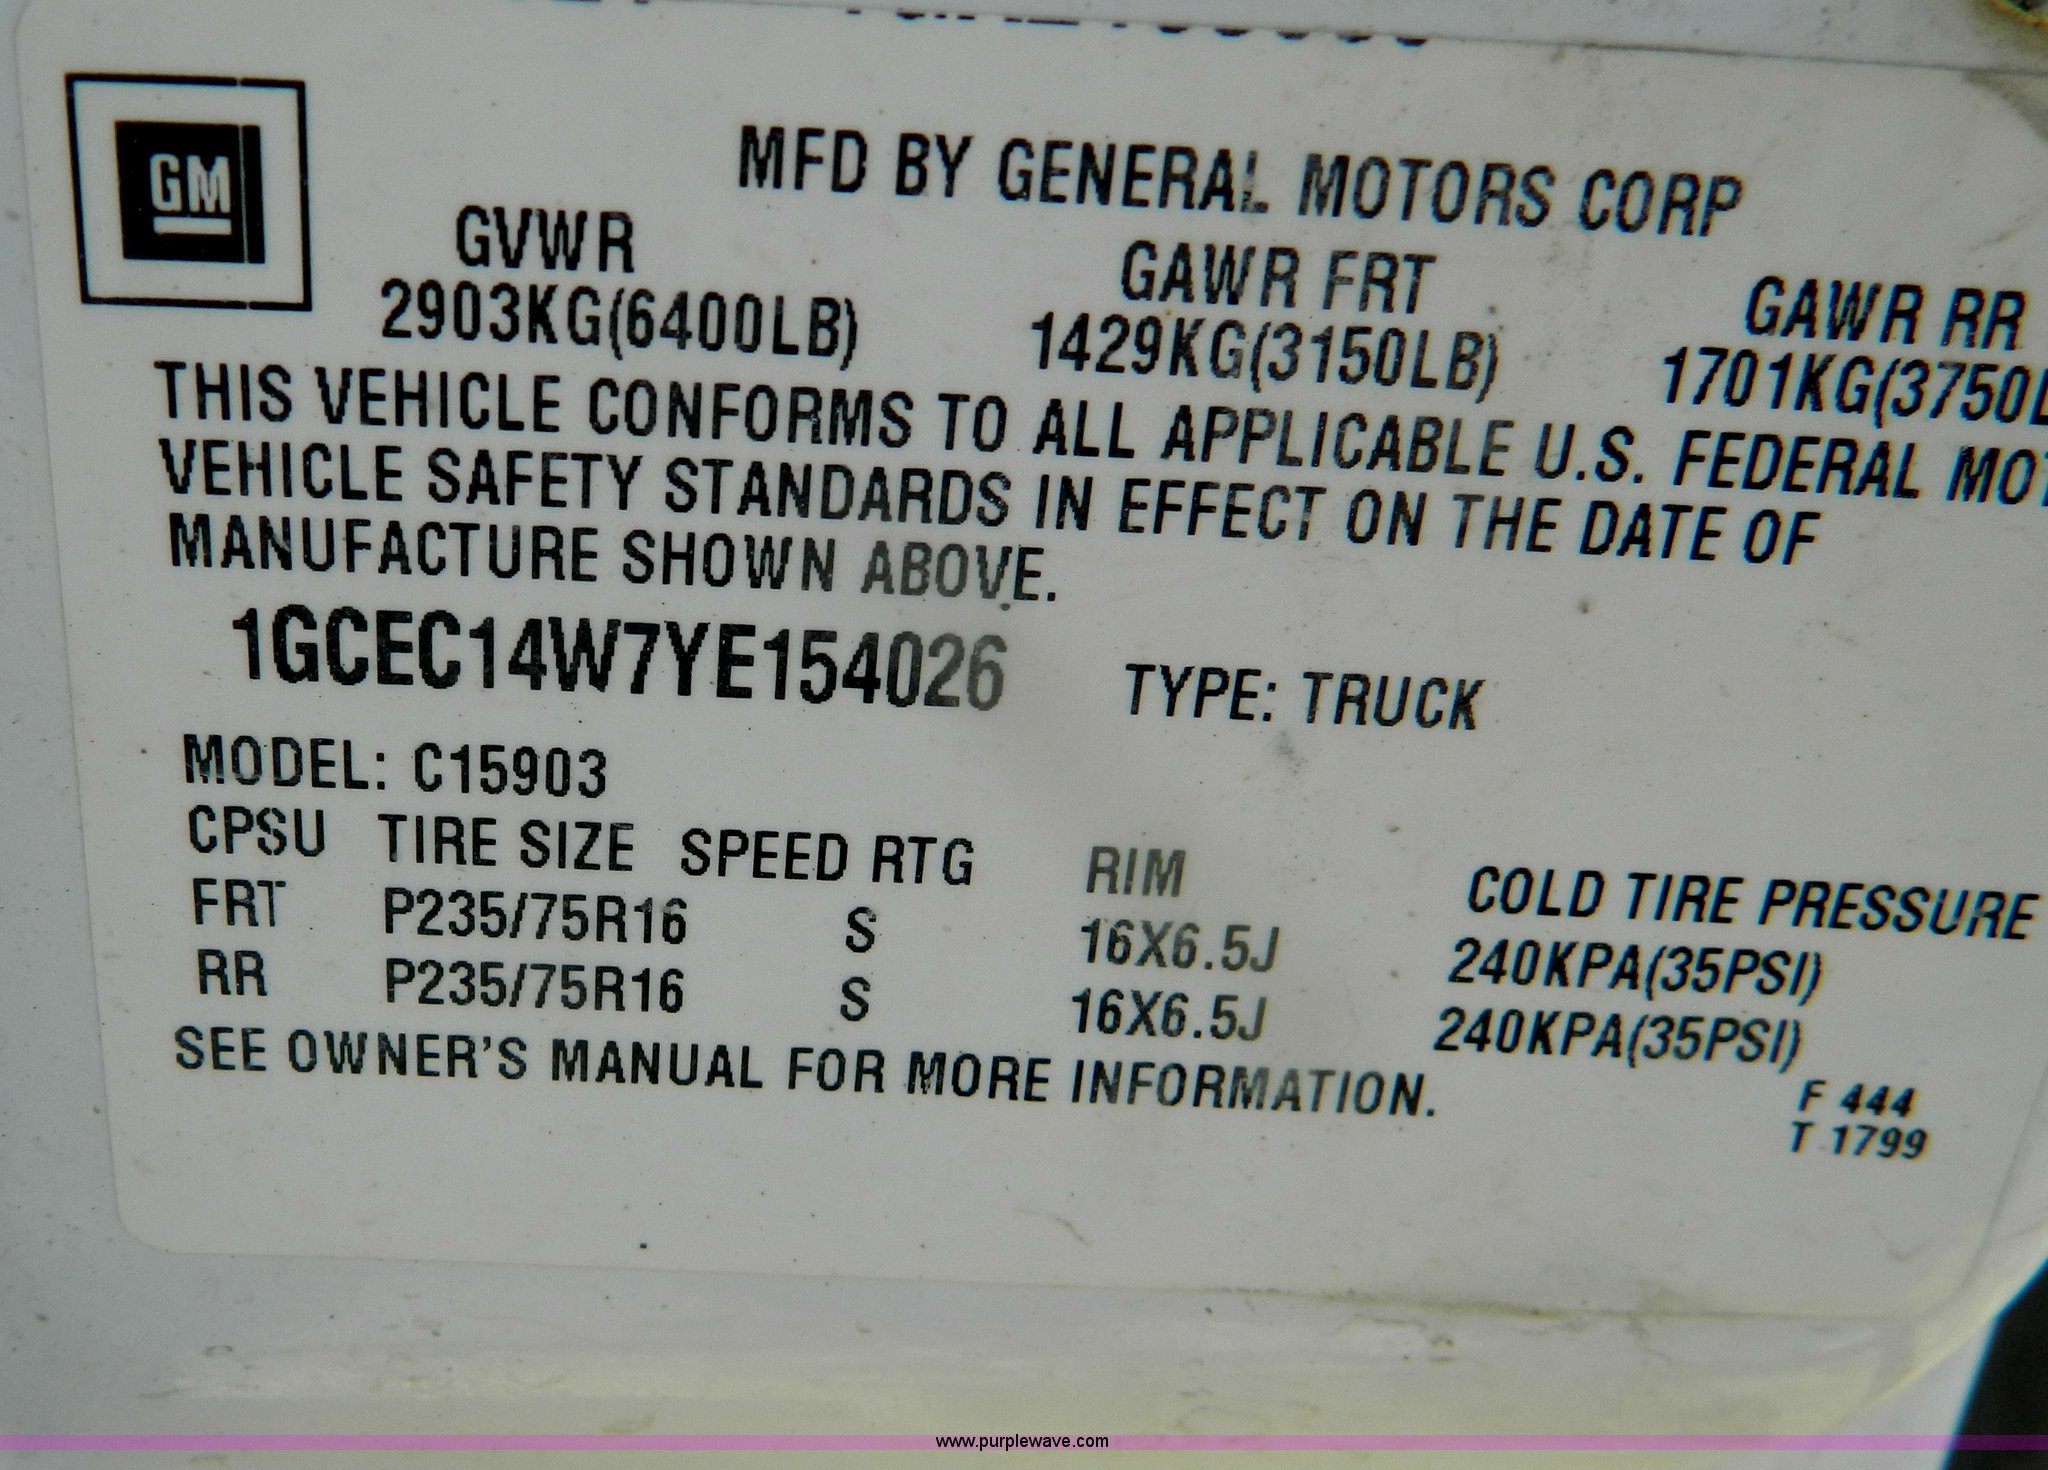 GM
MFD BY GENERAL MOTORS CORP
GVWR GAWR FRT GAWR RR
2903KG(6400LB) 1429KG(3150LB) 1701KG(3750L
THIS VEHICLE CONFORMS TO ALL APPLICABLE U.S. FEDERAL MOT
VEHICLE SAFETY STANDARDS IN EFFECT ON THE DATE OF
MANUFACTURE SHOWN ABOVE.
1GCEC14W7YE154026 TYPE: TRUCK
MODEL: C15903
CPSU TIRE SIZE SPEED RTG RIM COLD TIRE PRESSURE
FRT P235/75R16 S 16X6.5J 240KPA(35PSI)
RR P235/75R16 S 16X6.5J 240KPA(35PSI)
SEE OWNER'S MANUAL FOR MORE INFORMATION.
F 444
T 1799
www.purplewave.com